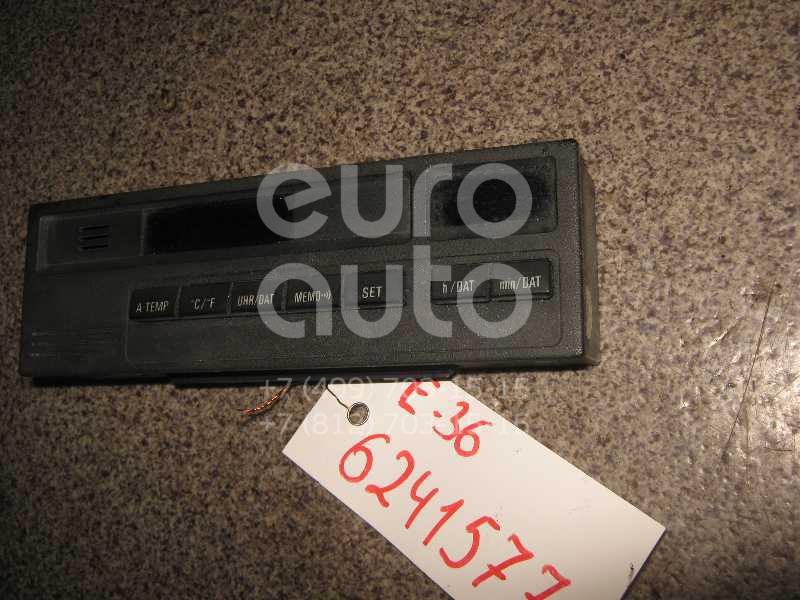 euro
auto
A·TEMP °C/°F UHR/DAT MEMO·))) SET h/DAT min/DAT
E·36
6241577